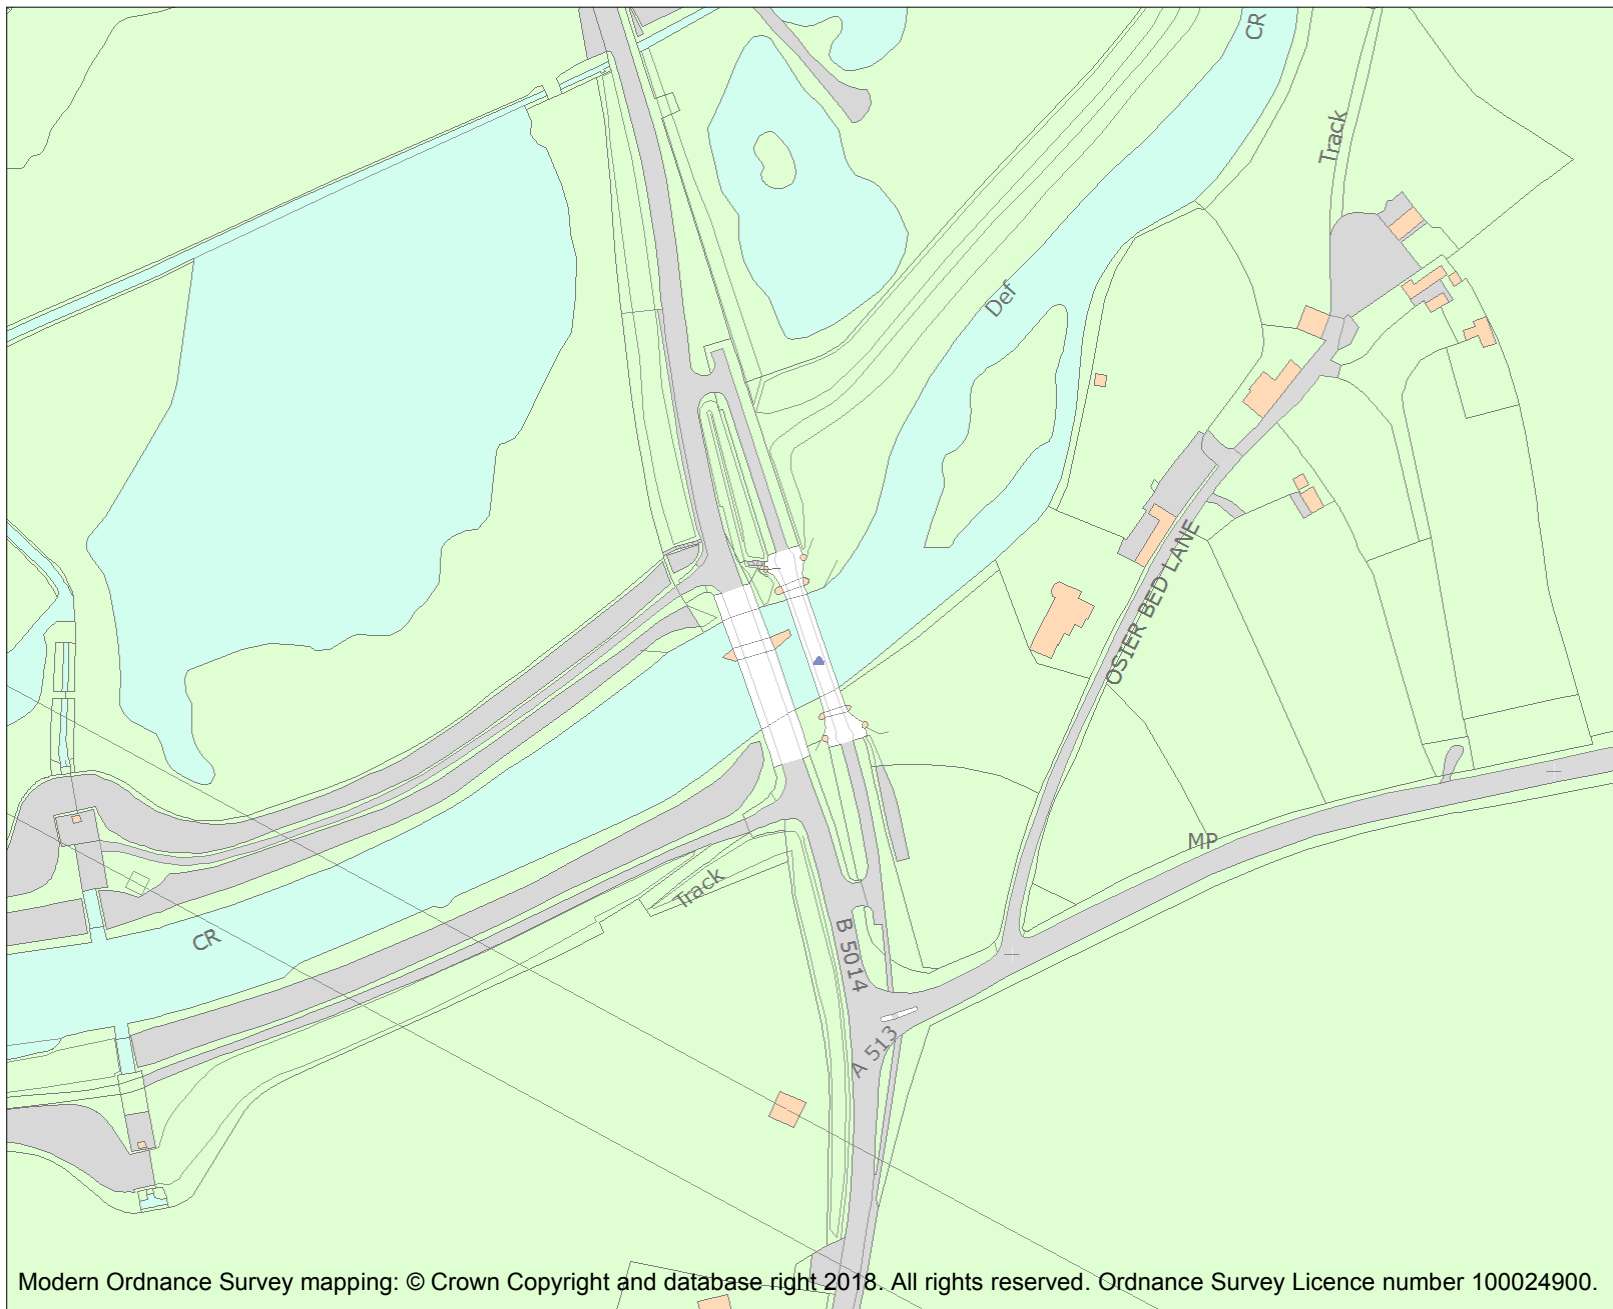 CR
Track
Def
OSIER BED LANE
MP
Track
B 5014
CR
A 513
Modern Ordnance Survey mapping: © Crown Copyright and database right 2018. All rights reserved. Ordnance Survey Licence number 100024900.